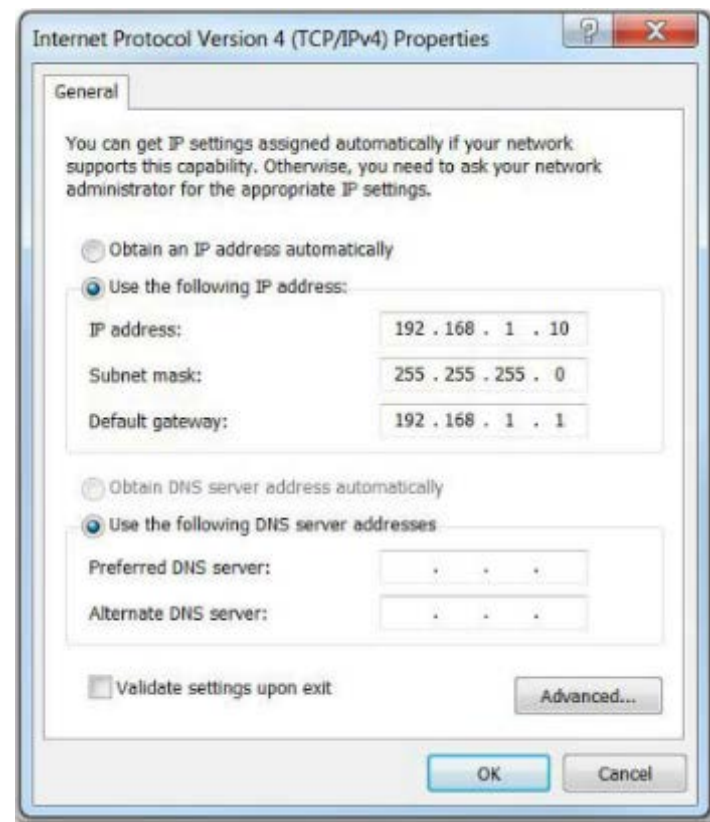 Internet Protocol Version 4 (TCP/IPv4) Properties
General
You can get IP settings assigned automatically if your network
supports this capability. Otherwise, you need to ask your network
administrator for the appropriate IP settings.
Obtain an IP address automatically
Use the following IP address:
IP address: 192 . 168 . 1 . 10
Subnet mask: 255 . 255 . 255 . 0
Default gateway: 192 . 168 . 1 . 1
Obtain DNS server address automatically
Use the following DNS server addresses
Preferred DNS server: . . .
Alternate DNS server: . . .
Validate settings upon exit
Advanced...
OK Cancel